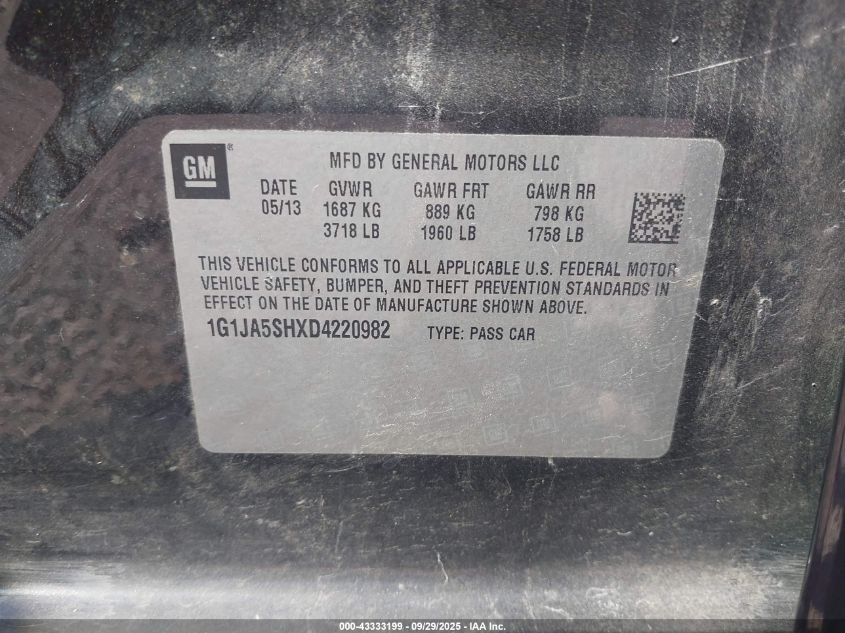 GM®
MFD BY GENERAL MOTORS LLC
DATE GVWR GAWR FRT GAWR RR
05/13 1687 KG 889 KG 798 KG
3718 LB 1960 LB 1758 LB
THIS VEHICLE CONFORMS TO ALL APPLICABLE U.S. FEDERAL MOTOR
VEHICLE SAFETY, BUMPER, AND THEFT PREVENTION STANDARDS IN
EFFECT ON THE DATE OF MANUFACTURE SHOWN ABOVE.
1G1JA5SHXD4220982 TYPE: PASS CAR
000-43333199 - 09/29/2025 - IAA Inc.